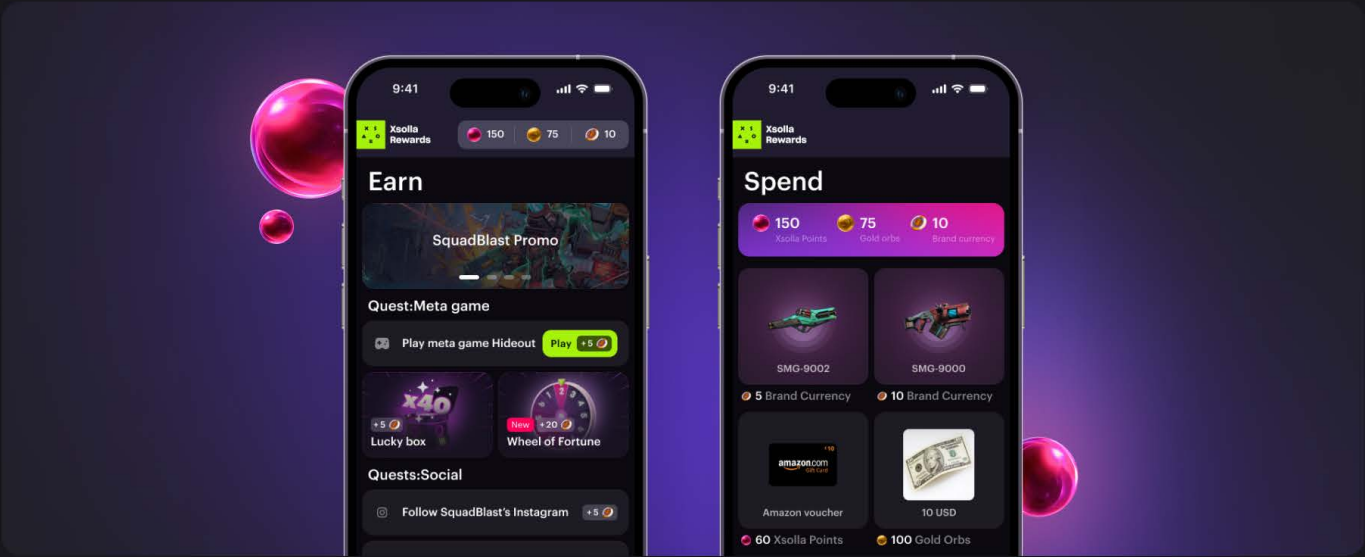 9:41
Xsolla
Rewards
150
75
10
Earn
SquadBlast Promo
Quest:Meta game
Play meta game Hideout
Play
+5
x40
+5
Lucky box
2
New
+20
Wheel of Fortune
Quests:Social
Follow SquadBlast's Instagram
+5
9:41
Xsolla
Rewards
Spend
150
Xsolla Points
75
Gold orbs
10
Brand currency
SMG-9002
SMG-9000
5 Brand Currency
10 Brand Currency
amazon.com
Gift Card
Amazon voucher
10 USD
60 Xsolla Points
100 Gold Orbs